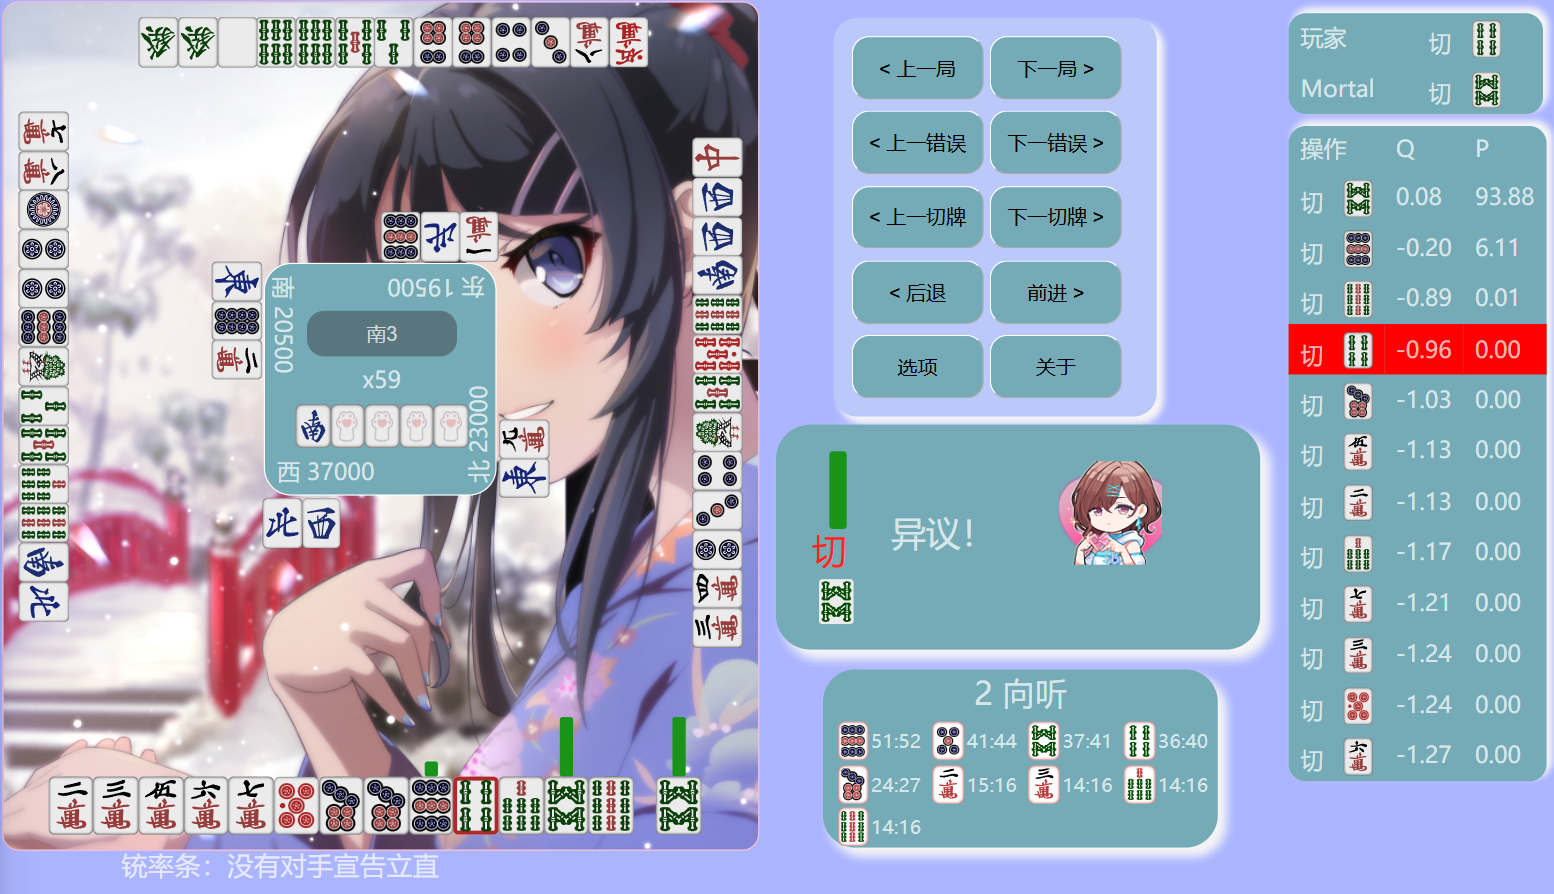 南 20500
东 19500
南3
x59
北 23000
西 37000
铳率条：没有对手宣告立直
< 上一局
下一局 >
< 上一错误
下一错误 >
< 上一切牌
下一切牌 >
< 后退
前进 >
选项
关于
切
异议！
2 向听
51:52 41:44 37:41 36:40
24:27 15:16 14:16 14:16
14:16
玩家 切
Mortal 切
操作 Q P
切 0.08 93.88
切 -0.20 6.11
切 -0.89 0.01
切 -0.96 0.00
切 -1.03 0.00
切 -1.13 0.00
切 -1.13 0.00
切 -1.17 0.00
切 -1.21 0.00
切 -1.24 0.00
切 -1.24 0.00
切 -1.27 0.00